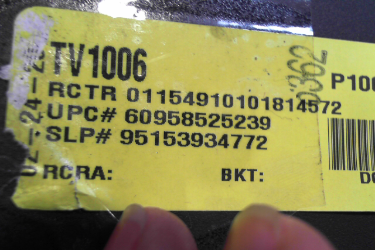 TV1006
RCTR 01154910101814572
UPC# 60958525239
SLP# 95153934772
RCRA: BKT:
P100